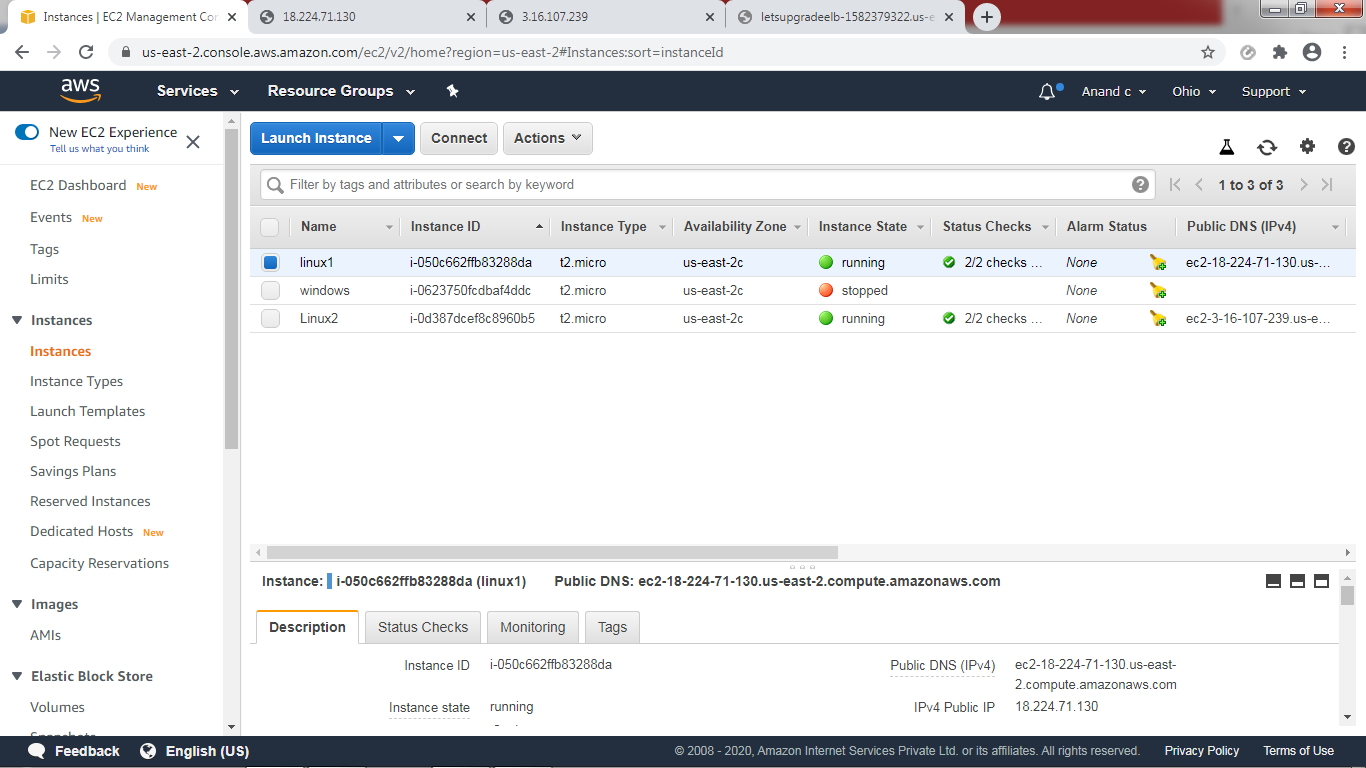 Instances | EC2 Management Con
18.224.71.130
3.16.107.239
letsupgradeelb-1582379322.us-e
us-east-2.console.aws.amazon.com/ec2/v2/home?region=us-east-2#Instances:sort=instanceId
aws Services Resource Groups Anand c Ohio Support
New EC2 Experience
Tell us what you think
EC2 Dashboard New
Events New
Tags
Limits
Instances
Instances
Instance Types
Launch Templates
Spot Requests
Savings Plans
Reserved Instances
Dedicated Hosts New
Capacity Reservations
Images
AMIs
Elastic Block Store
Volumes
Snapshots
Launch Instance Connect Actions
Filter by tags and attributes or search by keyword 1 to 3 of 3
Name Instance ID Instance Type Availability Zone Instance State Status Checks Alarm Status Public DNS (IPv4)
linux1 i-050c662ffb83288da t2.micro us-east-2c running 2/2 checks ... None ec2-18-224-71-130.us-...
windows i-0623750fcdbaf4ddc t2.micro us-east-2c stopped None
Linux2 i-0d387dcef8c8960b5 t2.micro us-east-2c running 2/2 checks ... None ec2-3-16-107-239.us-e...
Instance: i-050c662ffb83288da (linux1) Public DNS: ec2-18-224-71-130.us-east-2.compute.amazonaws.com
Description Status Checks Monitoring Tags
Instance ID i-050c662ffb83288da
Instance state running
Public DNS (IPv4) ec2-18-224-71-130.us-east-
2.compute.amazonaws.com
IPv4 Public IP 18.224.71.130
Feedback English (US) © 2008 - 2020, Amazon Internet Services Private Ltd. or its affiliates. All rights reserved. Privacy Policy Terms of Use